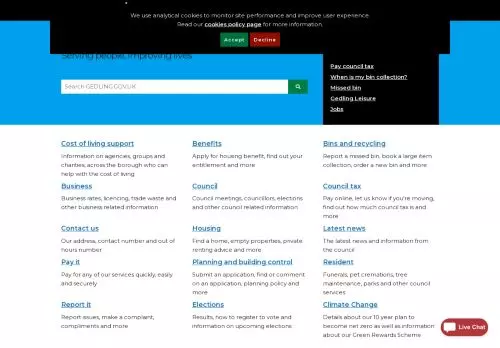 We use analytical cookies to monitor site performance and improve user experience.
Read our cookies policy page for more information.
Accept
Decline
Serving people, improving lives
Search GEDLING.GOV.UK
Pay council tax
When is my bin collection?
Missed bin
Gedling Leisure
Jobs
Cost of living support
Information on agencies, groups and
charities, across the borough who can
help with the cost of living
Benefits
Apply for housing benefit, find out your
entitlement and more
Bins and recycling
Report a missed bin, book a large item
collection, order a new bin and more
Business
Business rates, licencing, trade waste and
other business related information
Council
Council meetings, councillors, elections
and other council related information
Council tax
Pay online, let us know if you're moving,
find out how much council tax is and
more
Contact us
Our address, contact number and out of
hours number
Housing
Find a home, empty properties, private
renting advice and more
Latest news
The latest news and information from
the council
Pay it
Pay for any of our services quickly, easily
and securely
Planning and building control
Submit an application, find or comment
on an application, planning policy and
more
Resident
Funerals, pet cremations, tree
maintenance, parks and other council
services
Report it
Report issues, make a complaint,
compliments and more
Elections
Results, how to register to vote and
information on upcoming elections
Climate Change
Details about our 10 year plan to
become net zero as well as information
about our Green Rewards Scheme
Live Chat